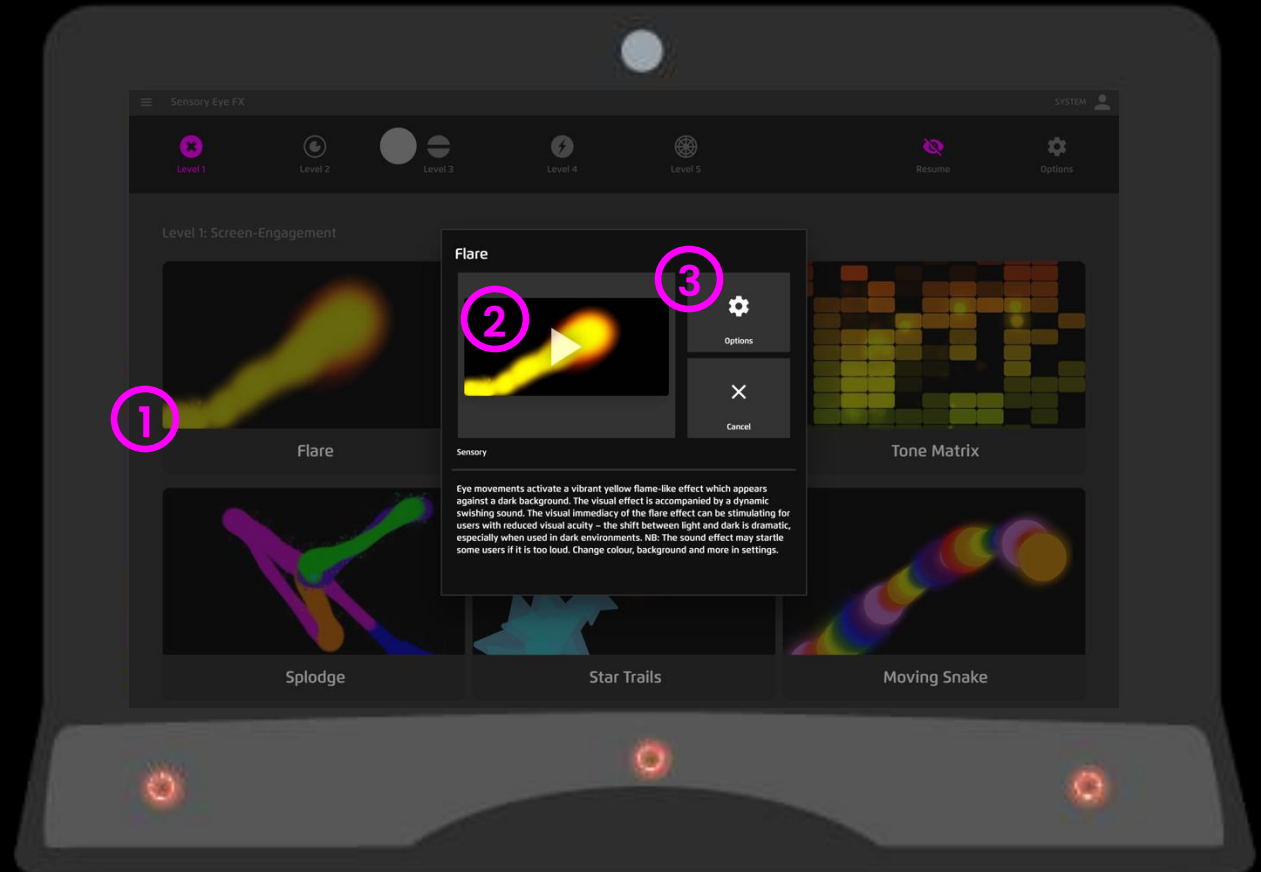 Sensory Eye FX
SYSTEM
Level 1
Level 2
Level 3
Level 4
Level 5
Resume
Options
Level 1: Screen-Engagement
Flare
1
Flare
2
3
Options
Cancel
Sensory
Eye movements activate a vibrant yellow flame-like effect which appears
against a dark background. The visual effect is accompanied by a dynamic
swishing sound. The visual immediacy of the flare effect can be stimulating for
users with reduced visual acuity – the shift between light and dark is dramatic,
especially when used in dark environments. NB: The sound effect may startle
some users if it is too loud. Change colour, background and more in settings.
Tone Matrix
Splodge
Star Trails
Moving Snake